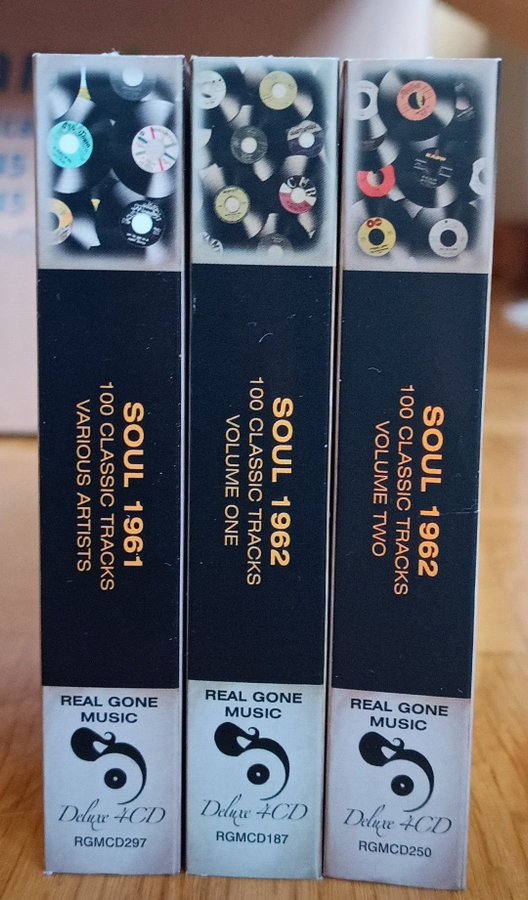 SOUL 1961
100 CLASSIC TRACKS
VARIOUS ARTISTS
REAL GONE
MUSIC
Deluxe 4CD
RGMCD297
SOUL 1962
100 CLASSIC TRACKS
VOLUME ONE
REAL GONE
MUSIC
Deluxe 4CD
RGMCD187
SOUL 1962
100 CLASSIC TRACKS
VOLUME TWO
REAL GONE
MUSIC
Deluxe 4CD
RGMCD250